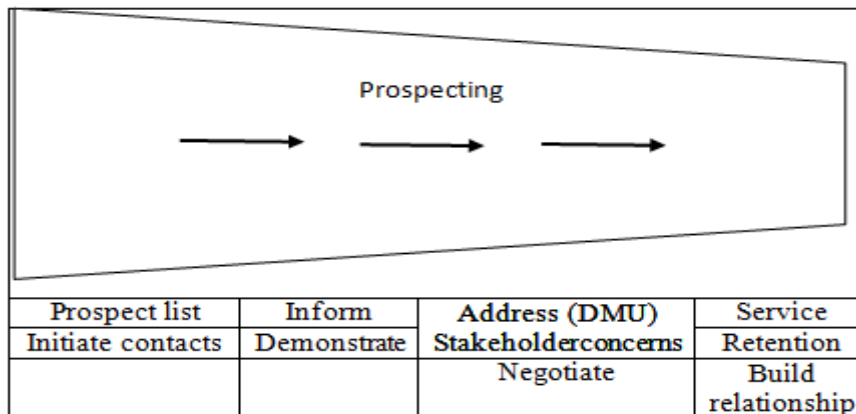 Prospecting
Prospect list
Inform
Address (DMU)
Service
Initiate contacts
Demonstrate
Stakeholderconcerns
Retention
Negotiate
Build
relationship